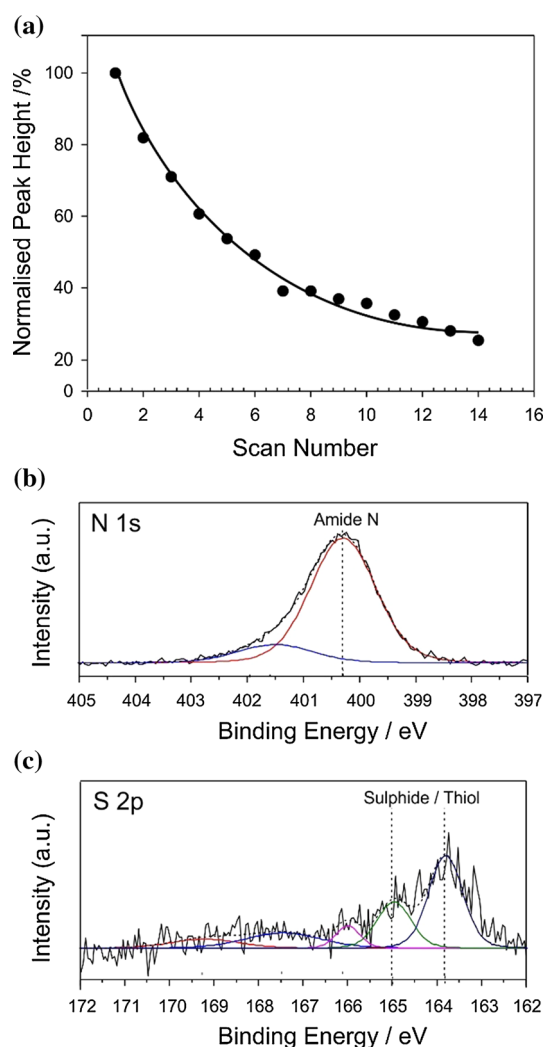 (a)
Normalised Peak Height /%
100
80
60
40
20
0
0 2 4 6 8 10 12 14 16
Scan Number
(b)
N 1s
Amide N
Intensity (a.u.)
405 404 403 402 401 400 399 398 397
Binding Energy / eV
(c)
S 2p
Sulphide / Thiol
Intensity (a.u.)
172 171 170 169 168 167 166 165 164 163 162
Binding Energy / eV